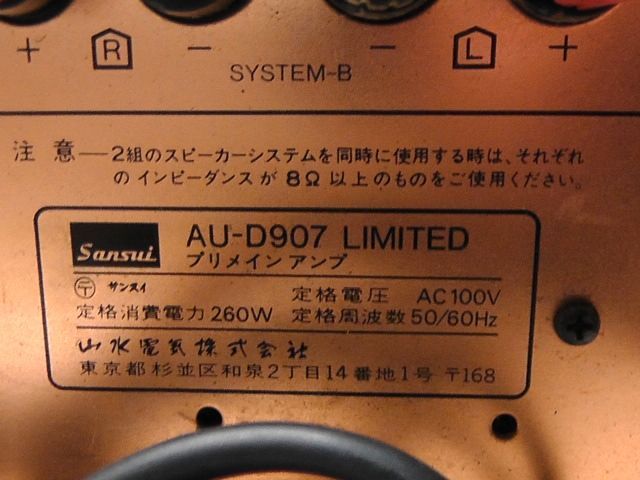 + R − − L +
SYSTEM-B
注意―2組のスピーカーシステムを同時に使用する時は、それぞれ
のインピーダンスが 8Ω 以上のものをご使用ください。
Sansui AU-D907 LIMITED
プリメインアンプ
〒 サンスイ 定格電圧 AC100V
定格消費電力 260W 定格周波数 50/60Hz
山水電気株式会社
東京都杉並区和泉2丁目14番地1号 〒168